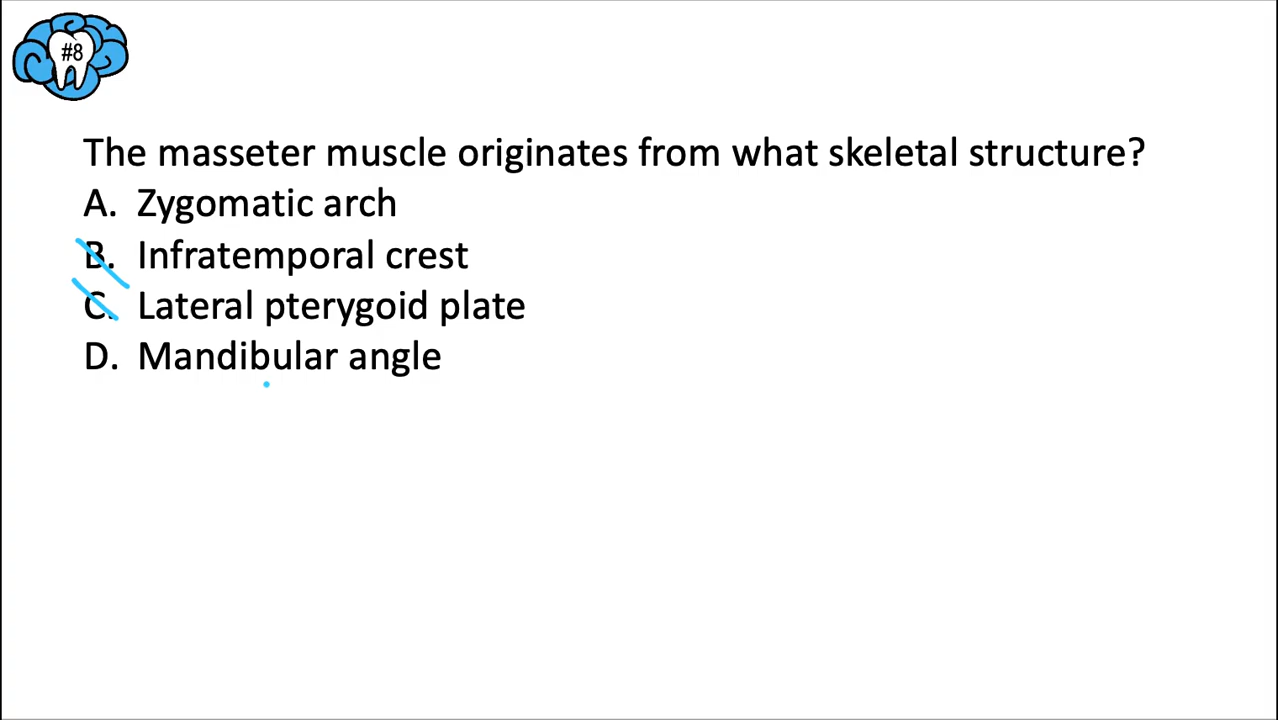 #8
The masseter muscle originates from what skeletal structure?
A. Zygomatic arch
B. Infratemporal crest
C. Lateral pterygoid plate
D. Mandibular angle